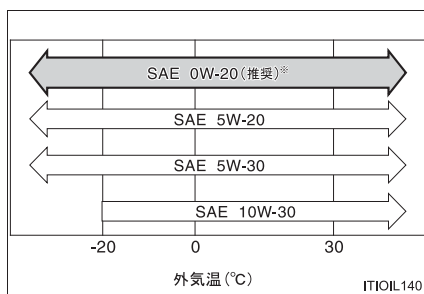 SAE 0W-20(推奨)※
SAE 5W-20
SAE 5W-30
SAE 10W-30
-20 0 30
外気温(℃)
ITIOIL140